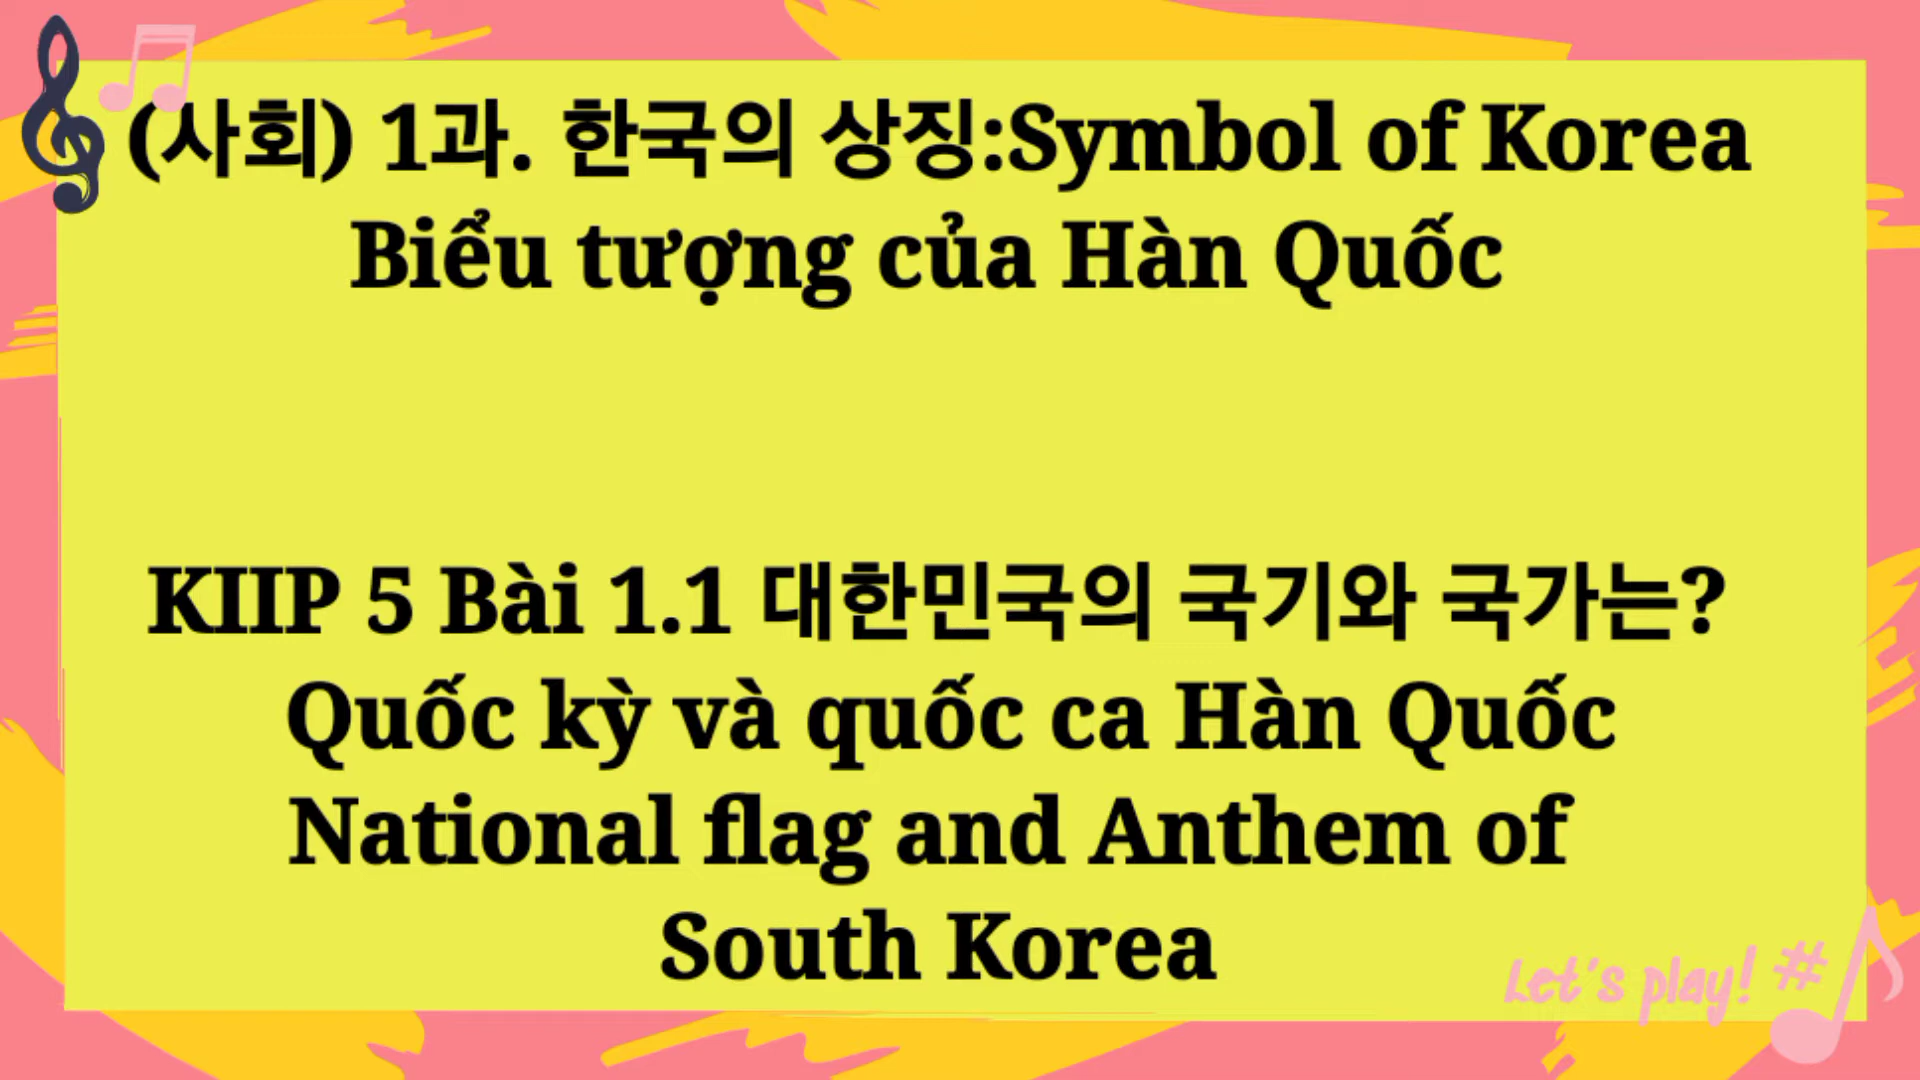 (사회) 1과. 한국의 상징:Symbol of Korea
Biểu tượng của Hàn Quốc
KIIP 5 Bài 1.1 대한민국의 국기와 국가는?
Quốc kỳ và quốc ca Hàn Quốc
National flag and Anthem of
South Korea
Let's play! #